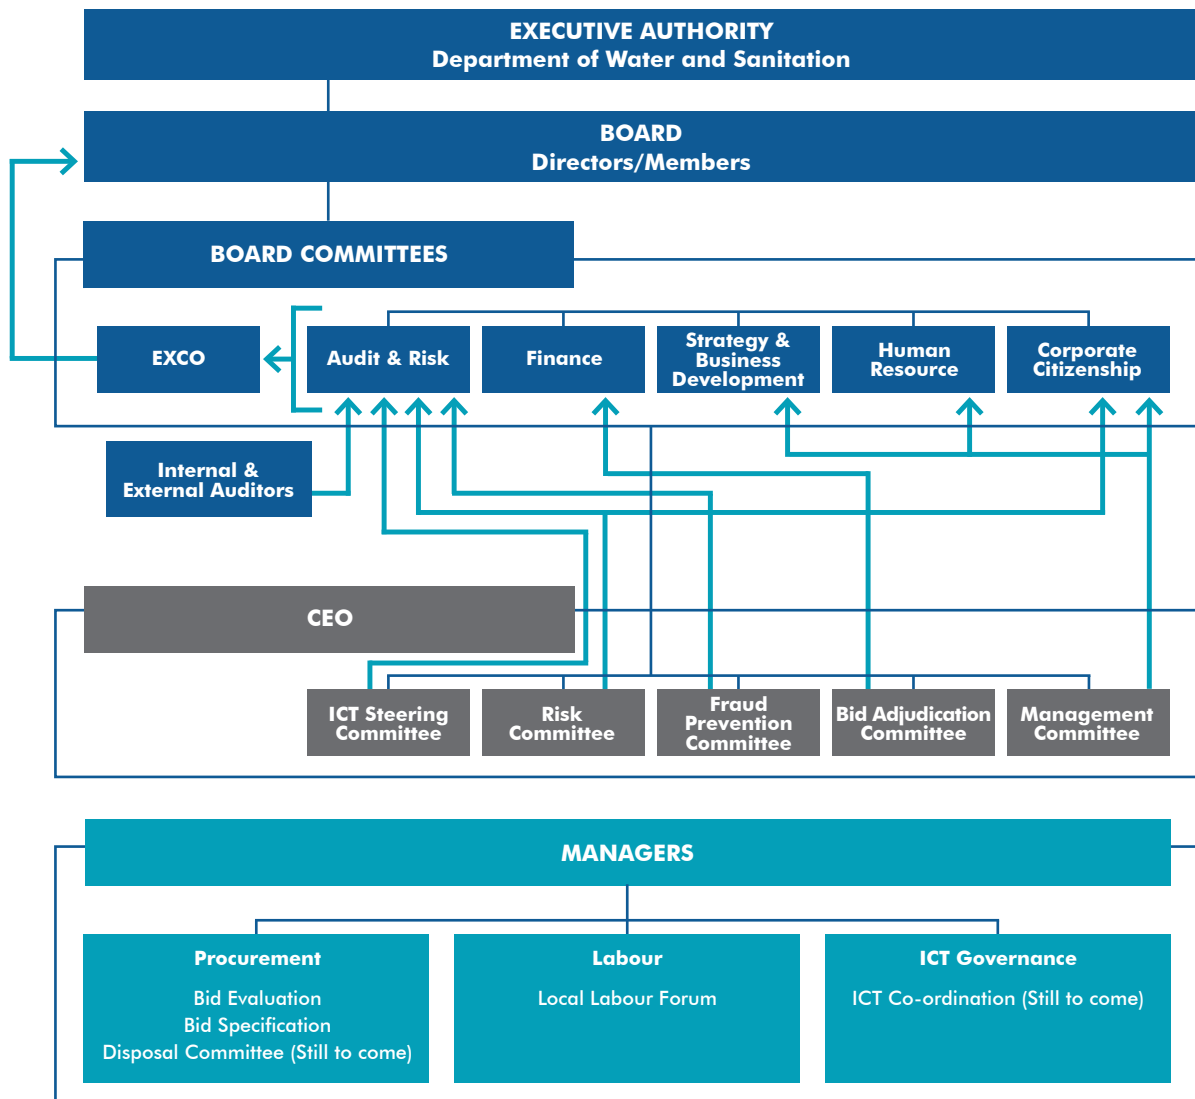 EXECUTIVE AUTHORITY
Department of Water and Sanitation
BOARD
Directors/Members
BOARD COMMITTEES
EXCO
Audit & Risk
Finance
Strategy &
Business
Development
Human
Resource
Corporate
Citizenship
Internal &
External Auditors
CEO
ICT Steering
Committee
Risk
Committee
Fraud
Prevention
Committee
Bid Adjudication
Committee
Management
Committee
MANAGERS
Procurement
Bid Evaluation
Bid Specification
Disposal Committee (Still to come)
Labour
Local Labour Forum
ICT Governance
ICT Co-ordination (Still to come)